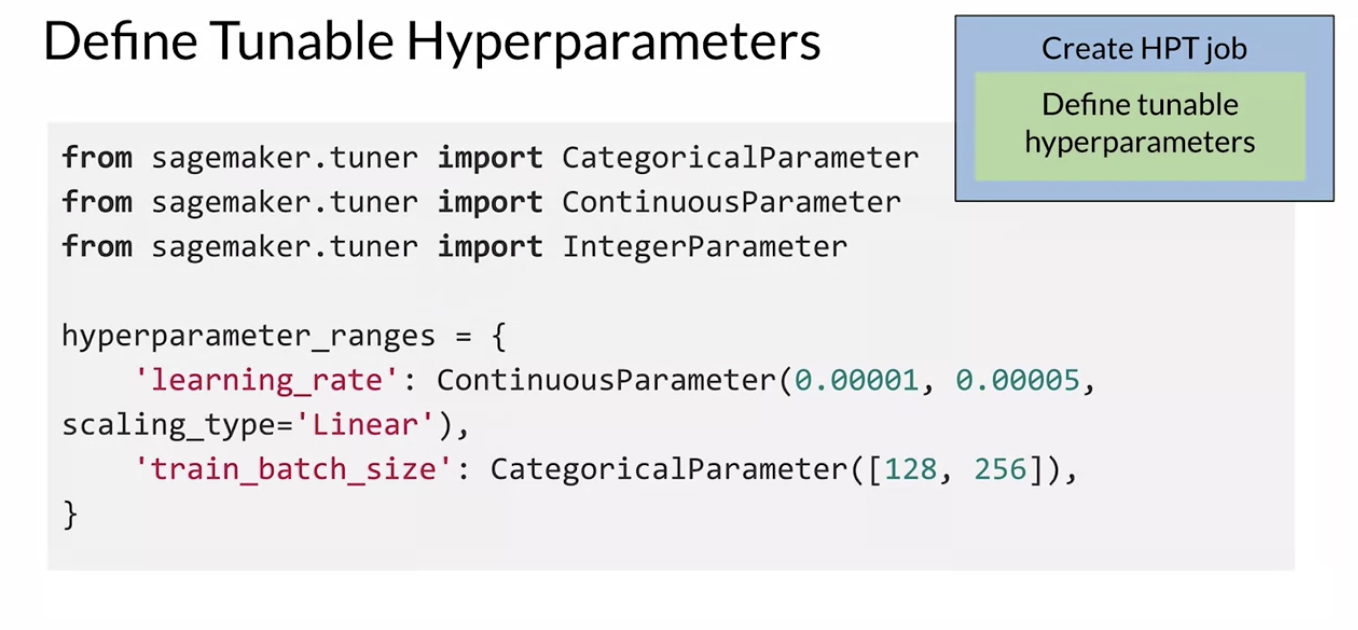 Define Tunable Hyperparameters
Create HPT job
Define tunable
hyperparameters
from sagemaker.tuner import CategoricalParameter
from sagemaker.tuner import ContinuousParameter
from sagemaker.tuner import IntegerParameter
hyperparameter_ranges = {
    'learning_rate': ContinuousParameter(0.00001, 0.00005,
scaling_type='Linear'),
    'train_batch_size': CategoricalParameter([128, 256]),
}